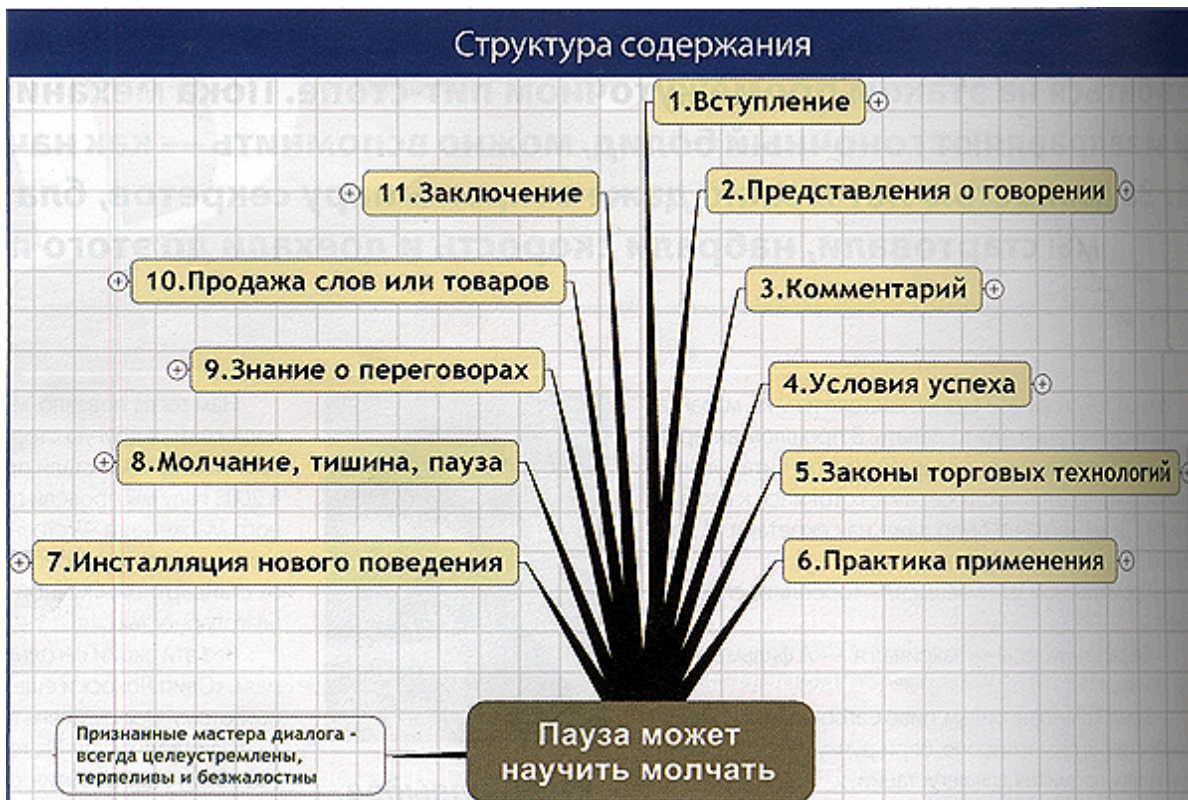 Структура содержания
1.Вступление
2.Представления о говорении
3.Комментарий
4.Условия успеха
5.Законы торговых технологий
6.Практика применения
7.Инсталляция нового поведения
8.Молчание, тишина, пауза
9.Знание о переговорах
10.Продажа слов или товаров
11.Заключение
Пауза может
научить молчать
Признанные мастера диалога -
всегда целеустремлены,
терпеливы и безжалостны